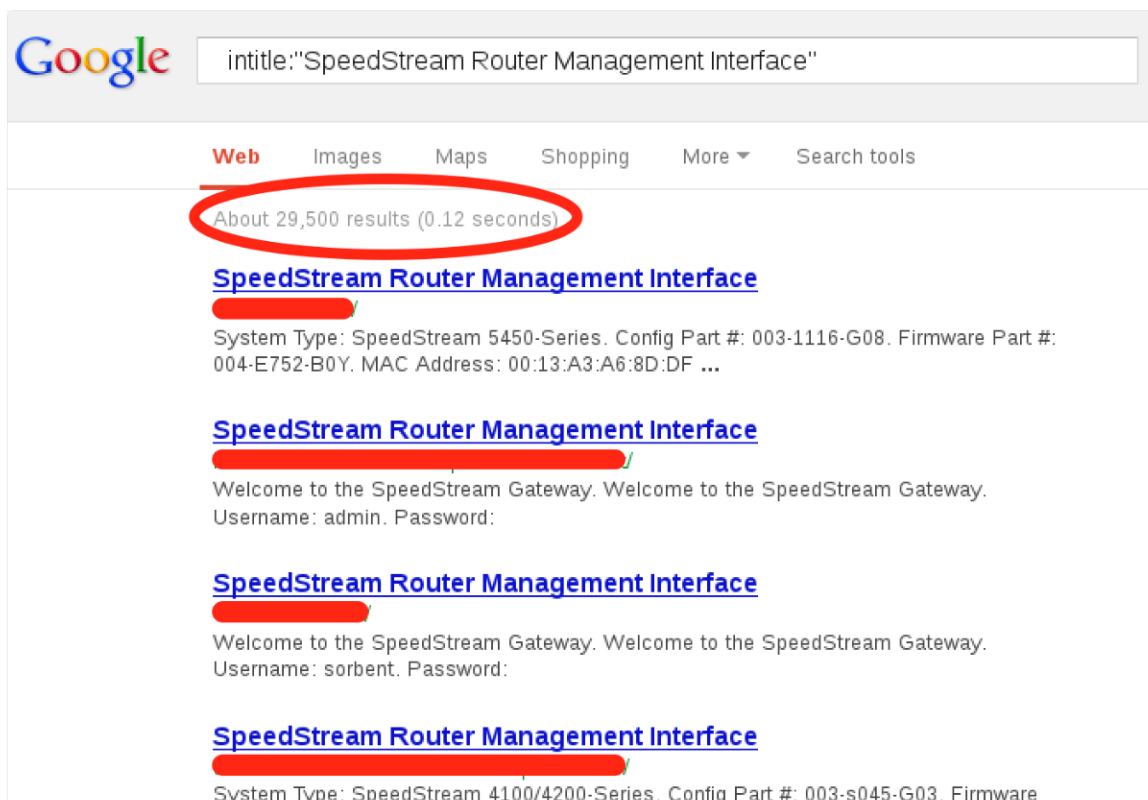 Google
intitle:"SpeedStream Router Management Interface"
Web Images Maps Shopping More Search tools
About 29,500 results (0.12 seconds)
SpeedStream Router Management Interface
/
System Type: SpeedStream 5450-Series. Config Part #: 003-1116-G08. Firmware Part #:
004-E752-B0Y. MAC Address: 00:13:A3:A6:8D:DF ...
SpeedStream Router Management Interface
/
Welcome to the SpeedStream Gateway. Welcome to the SpeedStream Gateway.
Username: admin. Password:
SpeedStream Router Management Interface
/
Welcome to the SpeedStream Gateway. Welcome to the SpeedStream Gateway.
Username: sorbent. Password:
SpeedStream Router Management Interface
/
System Type: SpeedStream 4100/4200-Series. Config Part #: 003-s045-G03. Firmware